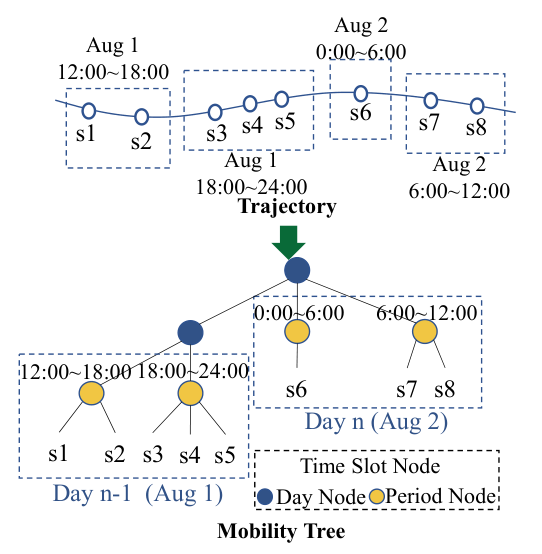 Aug 1
12:00~18:00
Aug 2
0:00~6:00
s1
s2
s3
s4
s5
s6
s7
s8
Aug 1
18:00~24:00
Aug 2
6:00~12:00
Trajectory
0:00~6:00
6:00~12:00
12:00~18:00
18:00~24:00
s6
s7
s8
Day n (Aug 2)
s1
s2
s3
s4
s5
Day n-1 (Aug 1)
Time Slot Node
Day Node
Period Node
Mobility Tree